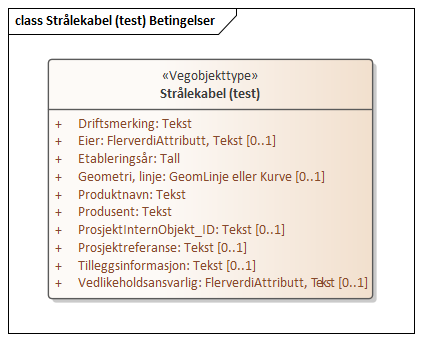 class Strålekabel (test) Betingelser
«Vegobjekttype»
Strålekabel (test)
+ Driftsmerking: Tekst
+ Eier: FlerverdiAttributt, Tekst [0..1]
+ Etableringsår: Tall
+ Geometri, linje: GeomLinje eller Kurve [0..1]
+ Produktnavn: Tekst
+ Produsent: Tekst
+ ProsjektInternObjekt_ID: Tekst [0..1]
+ Prosjektreferanse: Tekst [0..1]
+ Tilleggsinformasjon: Tekst [0..1]
+ Vedlikeholdsansvarlig: FlerverdiAttributt, Tekst [0..1]